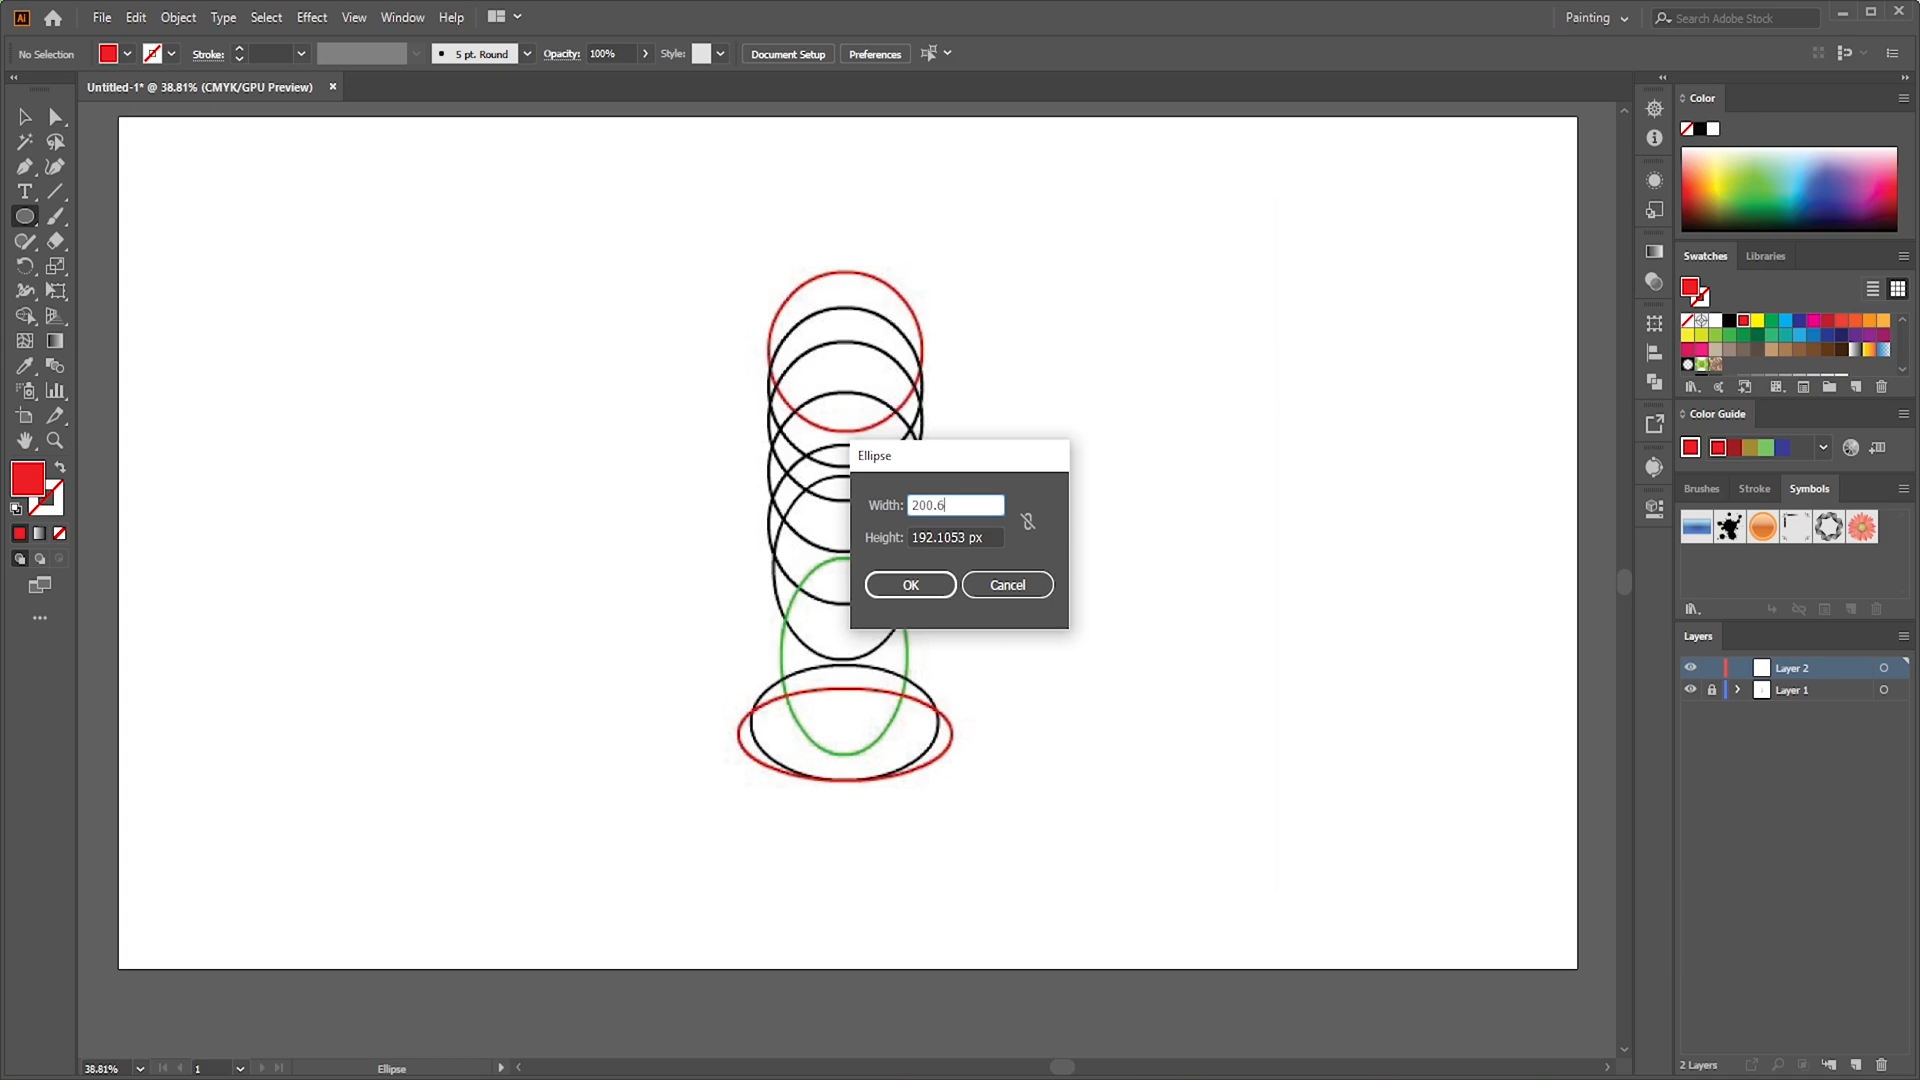 Ai File Edit Object Type Select Effect View Window Help Painting Search Adobe Stock
No Selection Stroke: 5 pt. Round Opacity: 100% Style: Document Setup Preferences
Untitled-1* @ 38.81% (CMYK/GPU Preview) ×
Color
Swatches Libraries
Color Guide
Ellipse
Width: 200.6
Height: 192.1053 px
OK Cancel
Brushes Stroke Symbols
Layers
Layer 2
Layer 1
2 Layers
38.81% 1 Ellipse